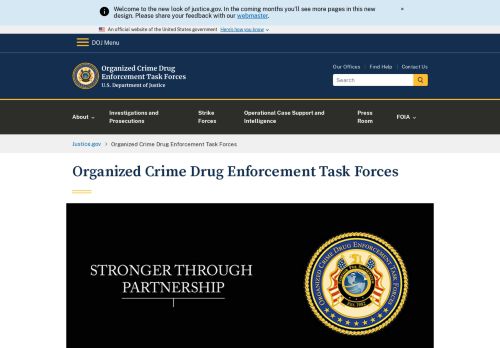 Welcome to the new look of justice.gov. In the coming months you'll see more pages in this new
design. Please share your feedback with our webmaster.
An official website of the United States government Here's how you know
DOJ Menu
Organized Crime Drug
Enforcement Task Forces
U.S. Department of Justice
Our Offices Find Help Contact Us
Search
About
Investigations and
Prosecutions
Strike
Forces
Operational Case Support and
Intelligence
Press
Room
FOIA
Justice.gov Organized Crime Drug Enforcement Task Forces
Organized Crime Drug Enforcement Task Forces
STRONGER THROUGH
PARTNERSHIP
ORGANIZED CRIME DRUG ENFORCEMENT TASK FORCES
EST. 1982